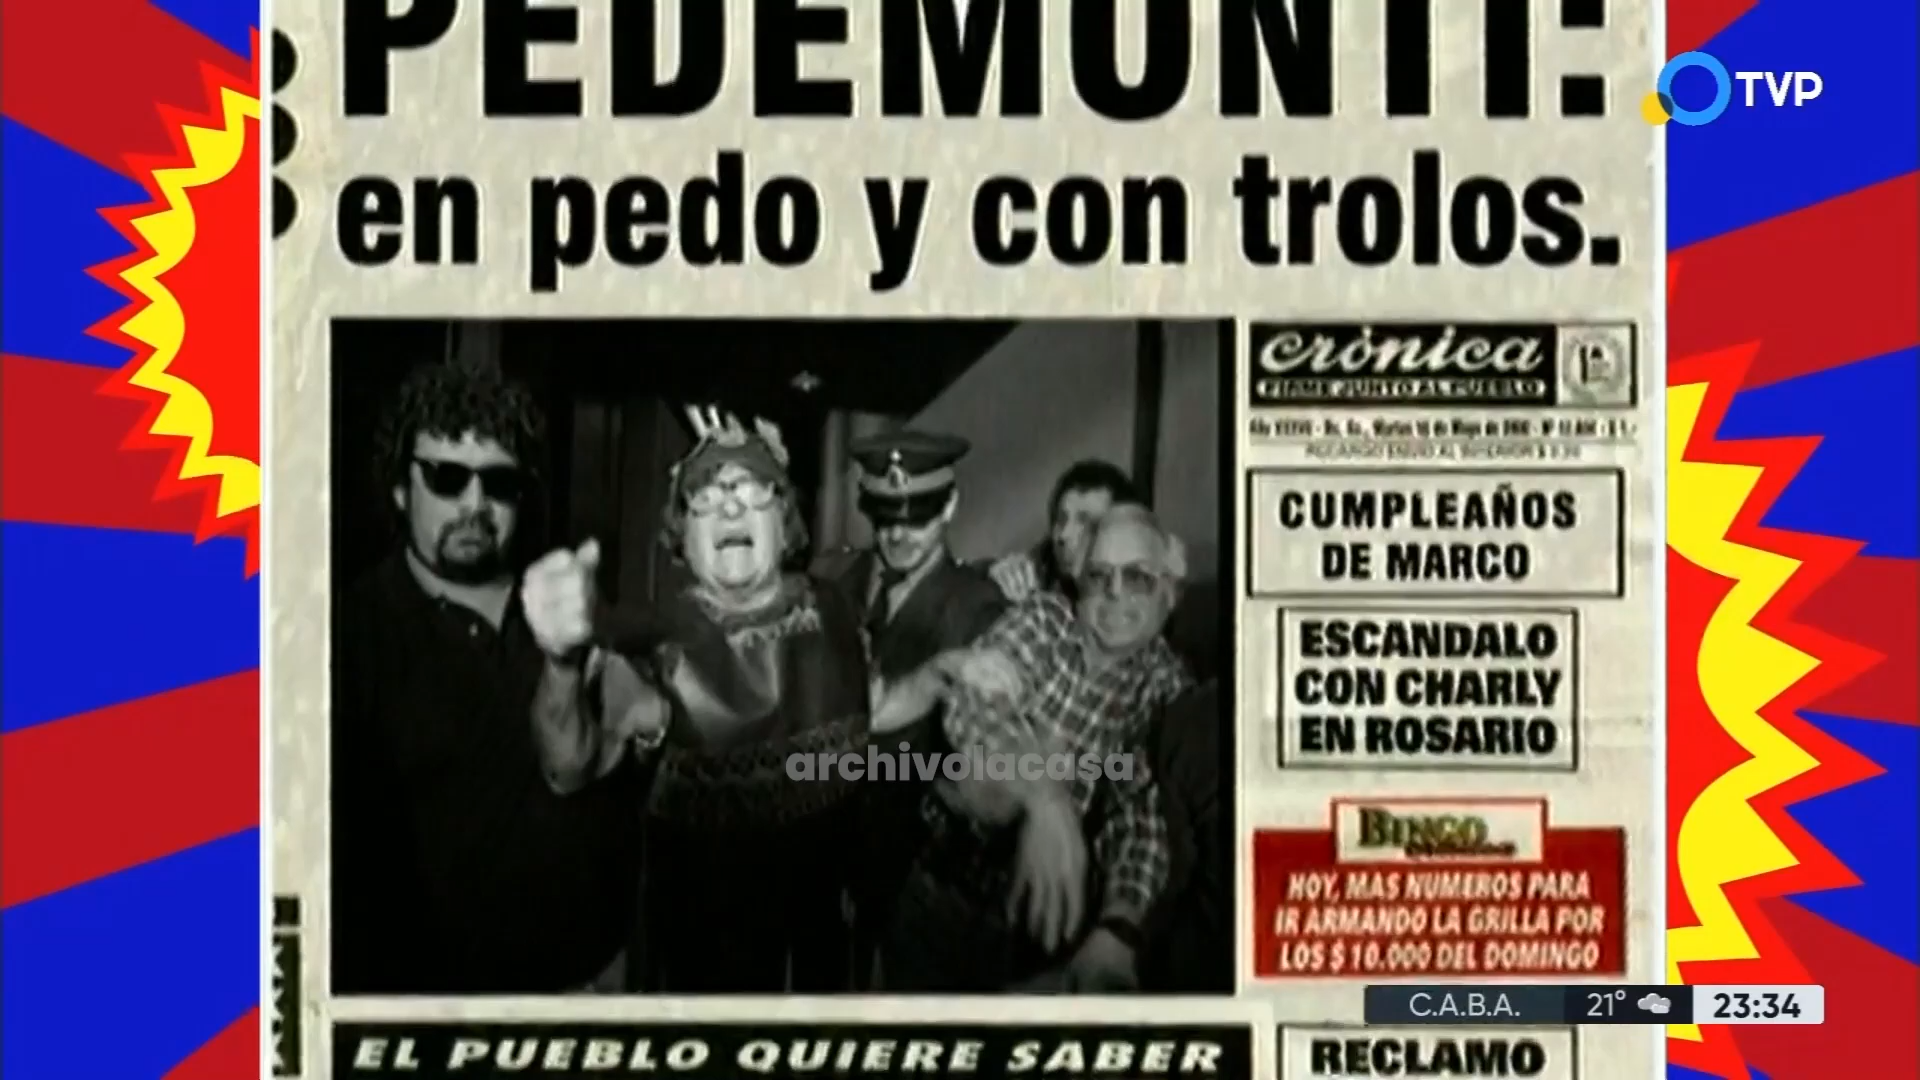 PEDEMONTI:
TVP
en pedo y con trolos.
crònica
FIRME JUNTO AL PUEBLO
CUMPLEAÑOS
DE MARCO
ESCANDALO
CON CHARLY
EN ROSARIO
archivolacasa
BINGO
HOY, MAS NUMEROS PARA
IR ARMANDO LA GRILLA POR
LOS $ 10.000 DEL DOMINGO
C.A.B.A. 21° 23:34
EL PUEBLO QUIERE SABER
RECLAMO